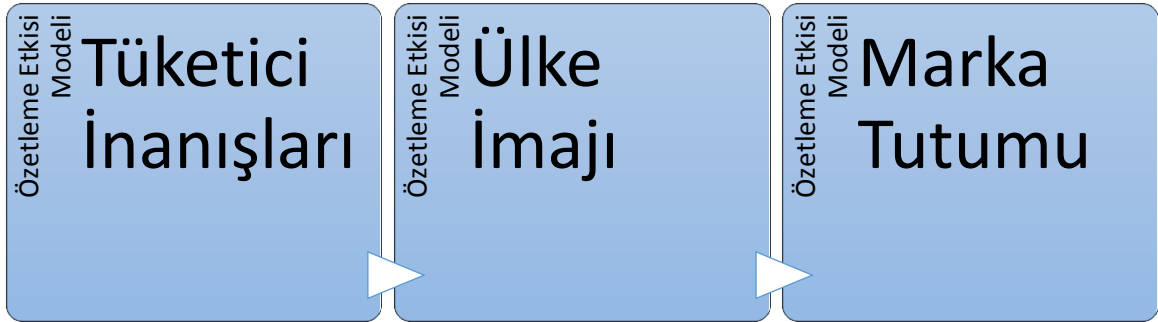 Özetleme Etkisi
Modeli
Tüketici
İnanışları
Özetleme Etkisi
Modeli
Ülke
İmajı
Özetleme Etkisi
Modeli
Marka
Tutumu